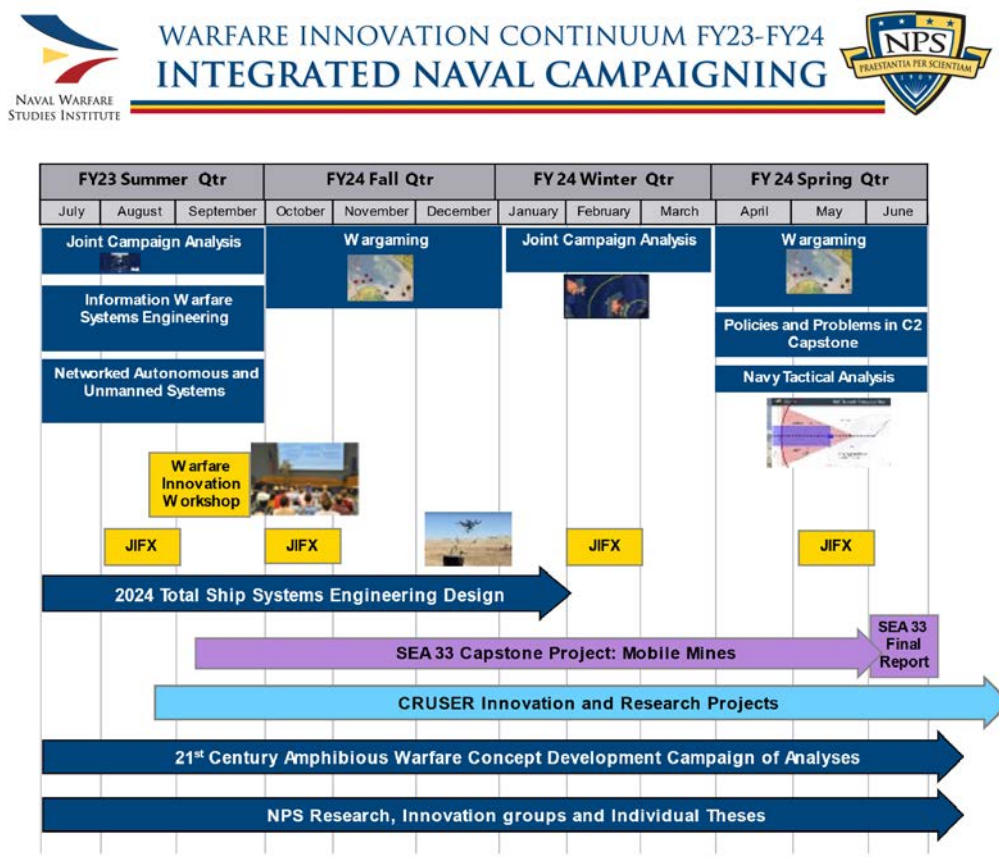 WARFARE INNOVATION CONTINUUM FY23-FY24
INTEGRATED NAVAL CAMPAIGNING
NAVAL WARFARE
STUDIES INSTITUTE
NPS
PRAESTANTIA PER SCIENTIAM
1909
FY23 Summer Qtr
FY24 Fall Qtr
FY 24 Winter Qtr
FY 24 Spring Qtr
July
August
September
October
November
December
January
February
March
April
May
June
Joint Campaign Analysis
Wargaming
Joint Campaign Analysis
Wargaming
Information Warfare
Systems Engineering
Policies and Problems in C2
Capstone
Networked Autonomous and
Unmanned Systems
Navy Tactical Analysis
Warfare
Innovation
Workshop
JIFX
JIFX
JIFX
JIFX
2024 Total Ship Systems Engineering Design
SEA 33 Capstone Project: Mobile Mines
SEA 33
Final
Report
CRUSER Innovation and Research Projects
21st Century Amphibious Warfare Concept Development Campaign of Analyses
NPS Research, Innovation groups and Individual Theses